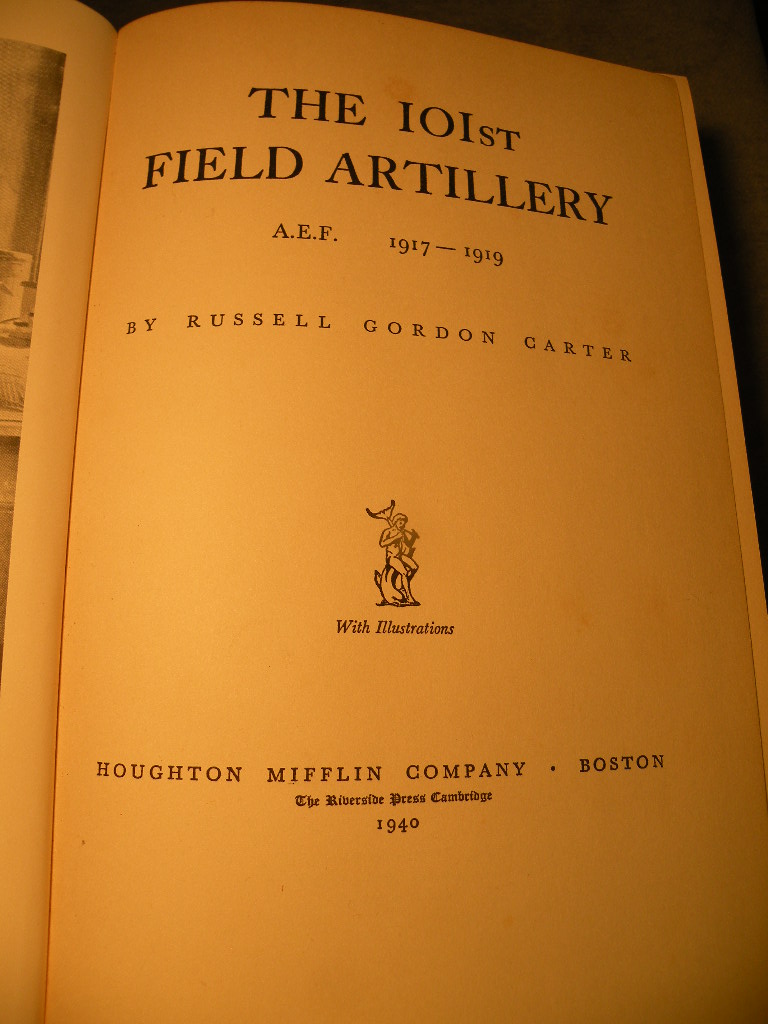 THE 101ST
FIELD ARTILLERY
A.E.F. 1917 — 1919
BY RUSSELL GORDON CARTER
With Illustrations
HOUGHTON MIFFLIN COMPANY · BOSTON
The Riverside Press Cambridge
1940